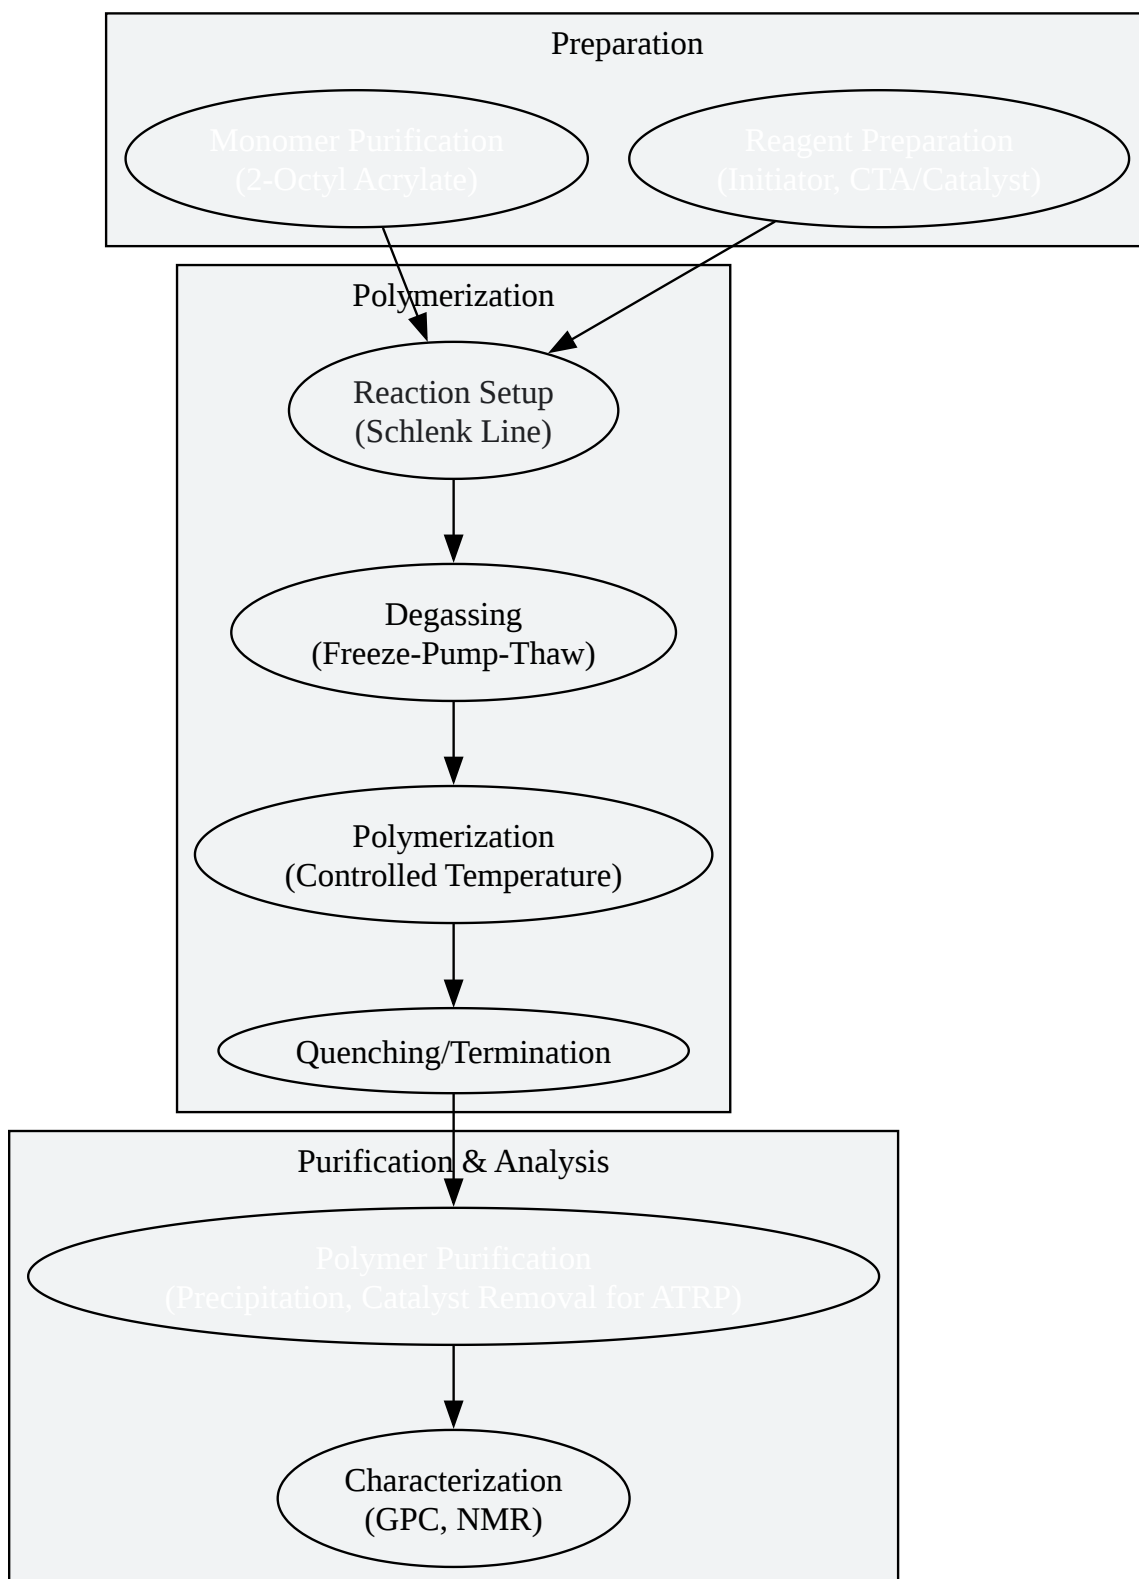 Preparation
Monomer Purification
(2-Octyl Acrylate)
Reagent Preparation
(Initiator, CTA/Catalyst)
Polymerization
Reaction Setup
(Schlenk Line)
Degassing
(Freeze-Pump-Thaw)
Polymerization
(Controlled Temperature)
Quenching/Termination
Purification & Analysis
Polymer Purification
(Precipitation, Catalyst Removal for ATRP)
Characterization
(GPC, NMR)